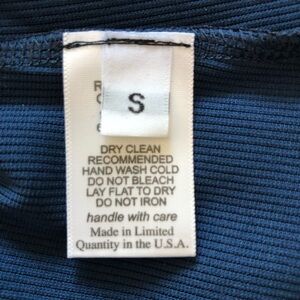 S
DRY CLEAN
RECOMMENDED
HAND WASH COLD
DO NOT BLEACH
LAY FLAT TO DRY
DO NOT IRON
handle with care
Made in Limited
Quantity in the U.S.A.